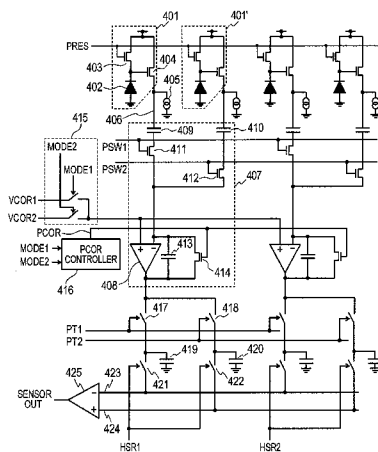 401
401'
PRES
404
403
405
402
406
409
410
415
MODE2
MODE1
PSW1
411
PSW2
412
407
VCOR1
VCOR2
PCOR
MODE1
MODE2
PCOR
CONTROLLER
416
413
414
408
417
418
PT1
PT2
419
420
421
422
425
423
SENSOR
OUT
424
HSR1
HSR2
- +
- +
-
+